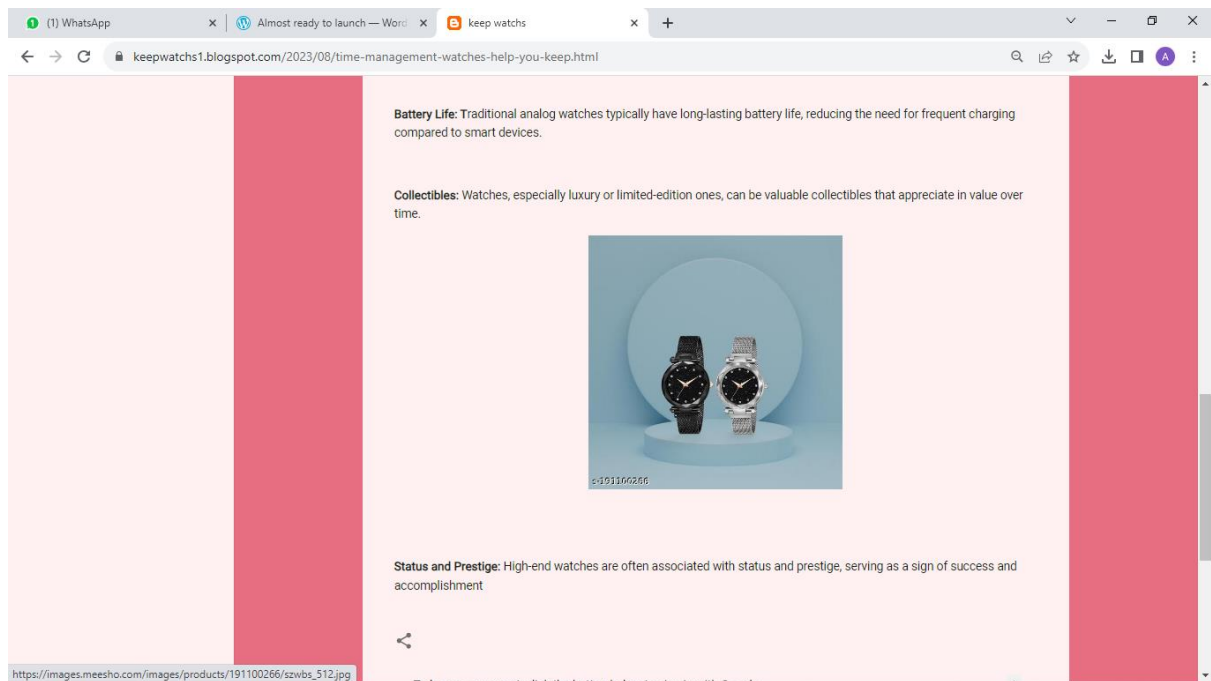 (1) WhatsApp
Almost ready to launch — Word
keep watchs
keepwatchs1.blogspot.com/2023/08/time-management-watches-help-you-keep.html
A
Battery Life: Traditional analog watches typically have long-lasting battery life, reducing the need for frequent charging
compared to smart devices.
Collectibles: Watches, especially luxury or limited-edition ones, can be valuable collectibles that appreciate in value over
time.
s-191100266
Status and Prestige: High-end watches are often associated with status and prestige, serving as a sign of success and
accomplishment
https://images.meesho.com/images/products/191100266/szwbs_512.jpg